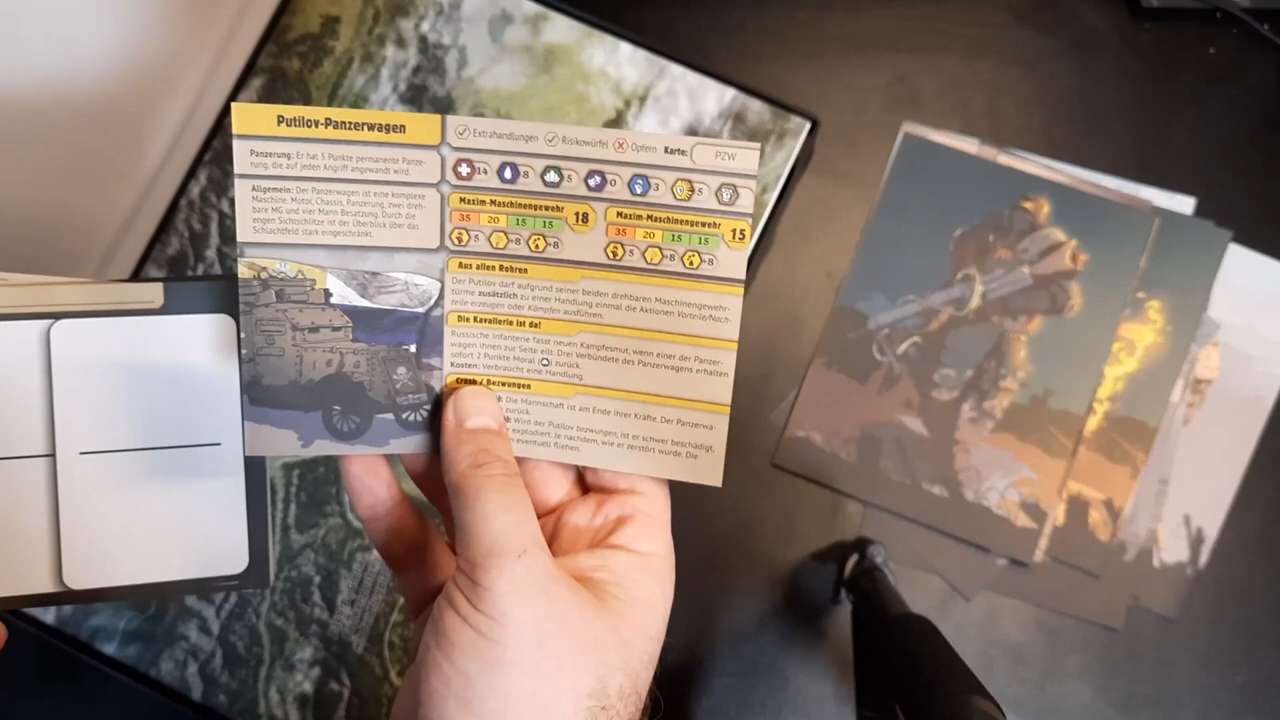 Putilov-Panzerwagen
Panzerung: Er hat 5 Punkte permanente Panze-
rung, die auf jeden Angriff angewandt wird.
Allgemein: Der Panzerwagen ist eine komplexe
Maschine. Motor, Chassis, Panzerung, zwei dreh-
bare MG und vier Mann Besatzung. Durch die
engen Sichtschlitze ist der Überblick über das
Schlachtfeld stark eingeschränkt.
Extrahandlungen Risikowürfel Opfern Karte: PZW
14 8 5 0 3 5
Maxim-Maschinengewehr 18
35 20 15 15
5 +8 +8
Maxim-Maschinengewehr 15
35 20 15 15
5 +8 +8
Aus allen Rohren
Der Putilov darf aufgrund seiner beiden drehbaren Maschinengewehr-
türme zusätzlich zu einer Handlung einmal die Aktionen Vorteile/Nach-
teile erzeugen oder Kämpfen ausführen.
Die Kavallerie ist da!
Russische Infanterie fasst neuen Kampfesmut, wenn einer der Panzer-
wagen ihnen zur Seite eilt. Drei Verbündete des Panzerwagens erhalten
sofort 2 Punkte Moral ( ) zurück.
Kosten: Verbraucht eine Handlung.
Crash / Bezwungen
Die Mannschaft ist am Ende ihrer Kräfte. Der Panzerwa-
zurück.
Wird der Putilov bezwungen, ist er schwer beschädigt,
explodiert. Je nachdem, wie er zerstört wurde. Die
eventuell fliehen.